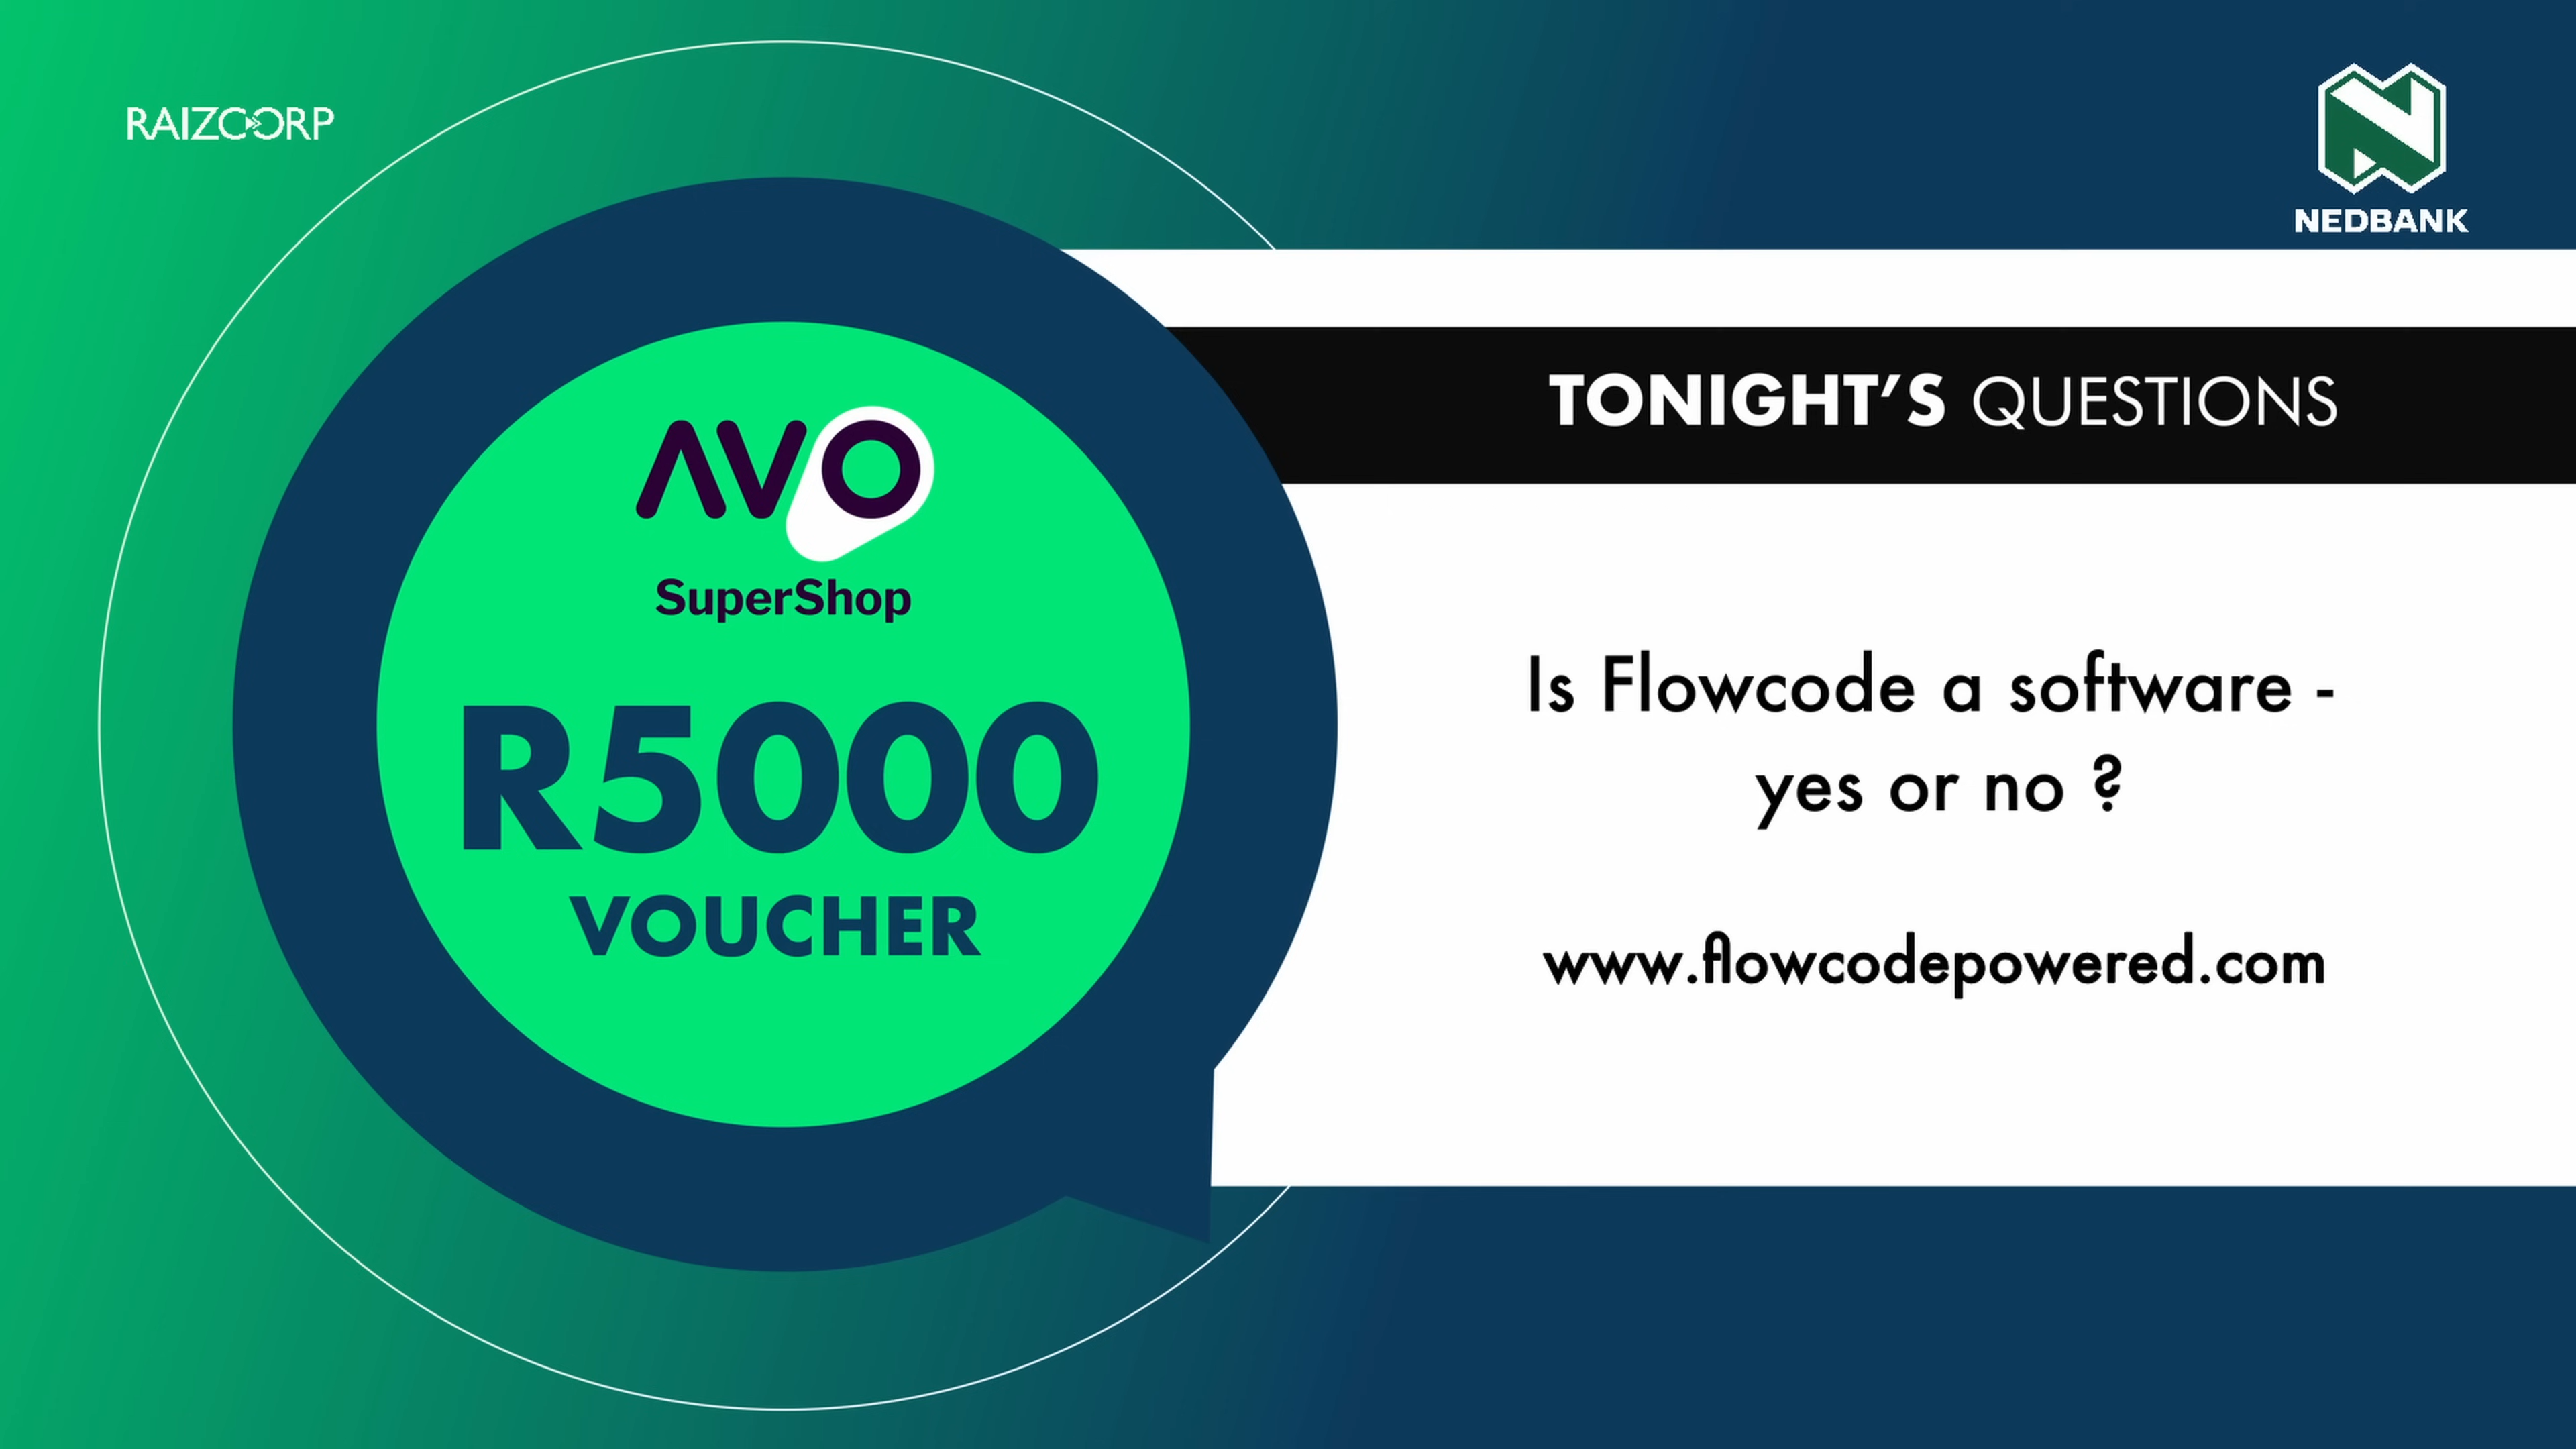 RAIZCORP
NEDBANK
TONIGHT'S QUESTIONS
AVO
SuperShop
R5000
VOUCHER
Is Flowcode a software -
yes or no ?
www.flowcodepowered.com